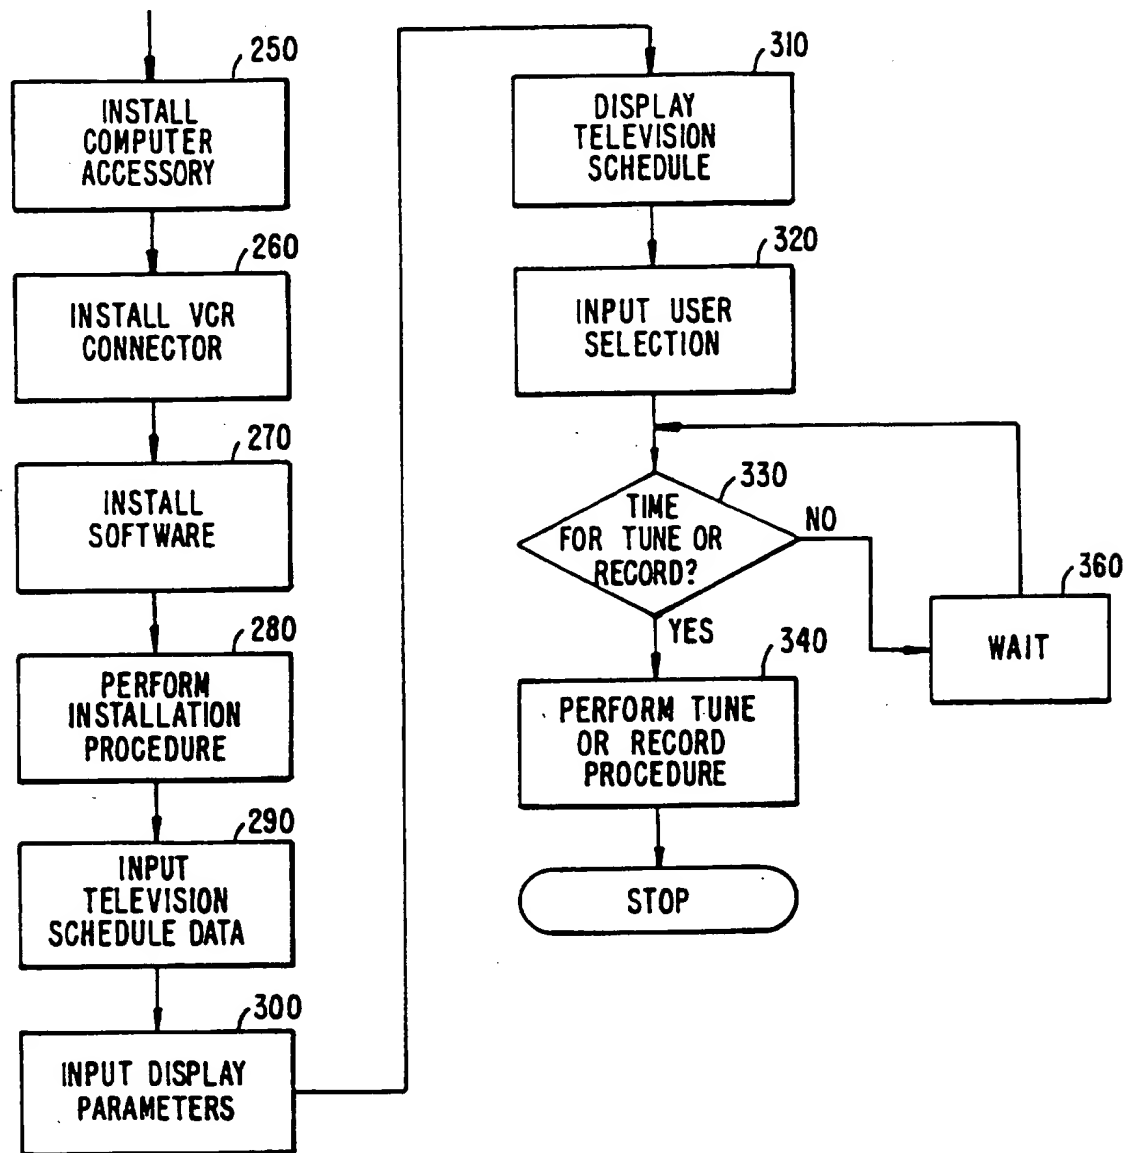 250
INSTALL
COMPUTER
ACCESSORY
260
INSTALL VCR
CONNECTOR
270
INSTALL
SOFTWARE
280
PERFORM
INSTALLATION
PROCEDURE
290
INPUT
TELEVISION
SCHEDULE DATA
300
INPUT DISPLAY
PARAMETERS
310
DISPLAY
TELEVISION
SCHEDULE
320
INPUT USER
SELECTION
330
TIME
FOR TUNE OR
RECORD?
NO
YES
360
WAIT
340
PERFORM TUNE
OR RECORD
PROCEDURE
STOP